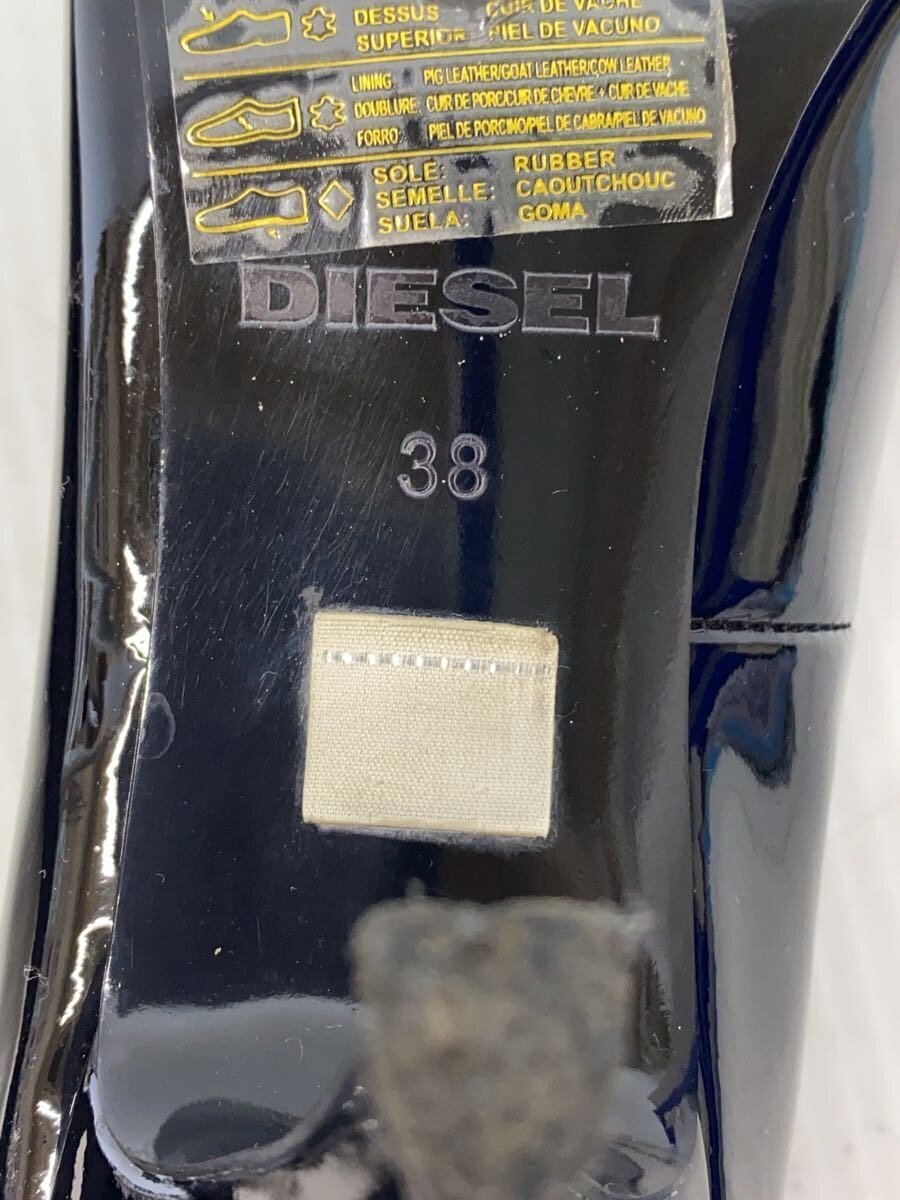 DESSUS CUIR DE VACHE
SUPERIOR PIEL DE VACUNO
LINING: PIG LEATHER/GOAT LEATHER/COW LEATHER
DOUBLURE: CUIR DE PORC/CUIR DE CHEVRE + CUIR DE VACHE
FORRO: PIEL DE PORCINO/PIEL DE CABRA/PIEL DE VACUNO
SOLE: RUBBER
SEMELLE: CAOUTCHOUC
SUELA: GOMA
DIESEL
38